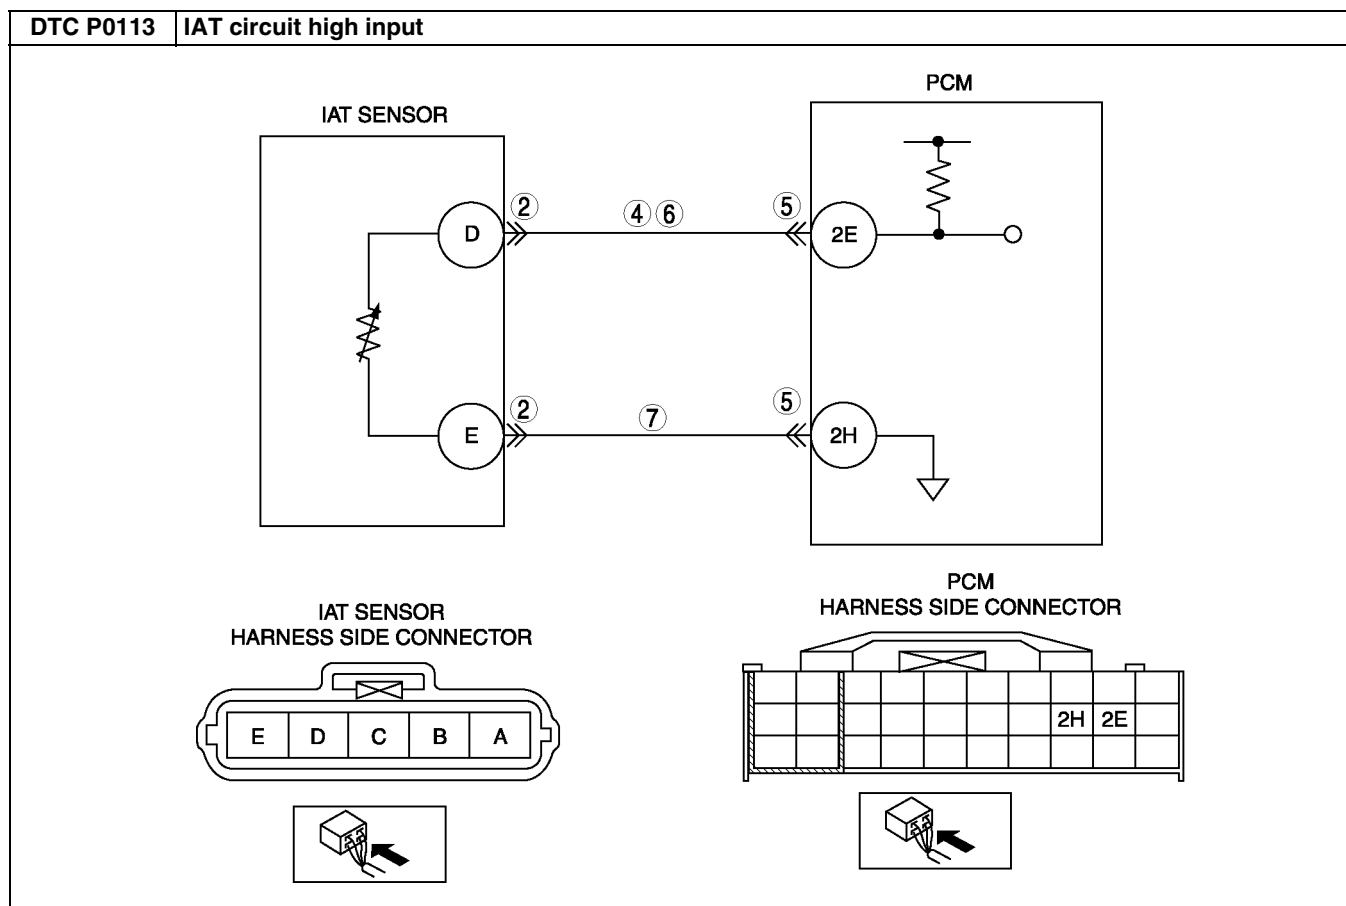 DTC P0113 IAT circuit high input
PCM
IAT SENSOR
② ④ ⑥ ⑤
D 2E
② ⑦ ⑤
E 2H
IAT SENSOR
HARNESS SIDE CONNECTOR
E D C B A
PCM
HARNESS SIDE CONNECTOR
2H 2E